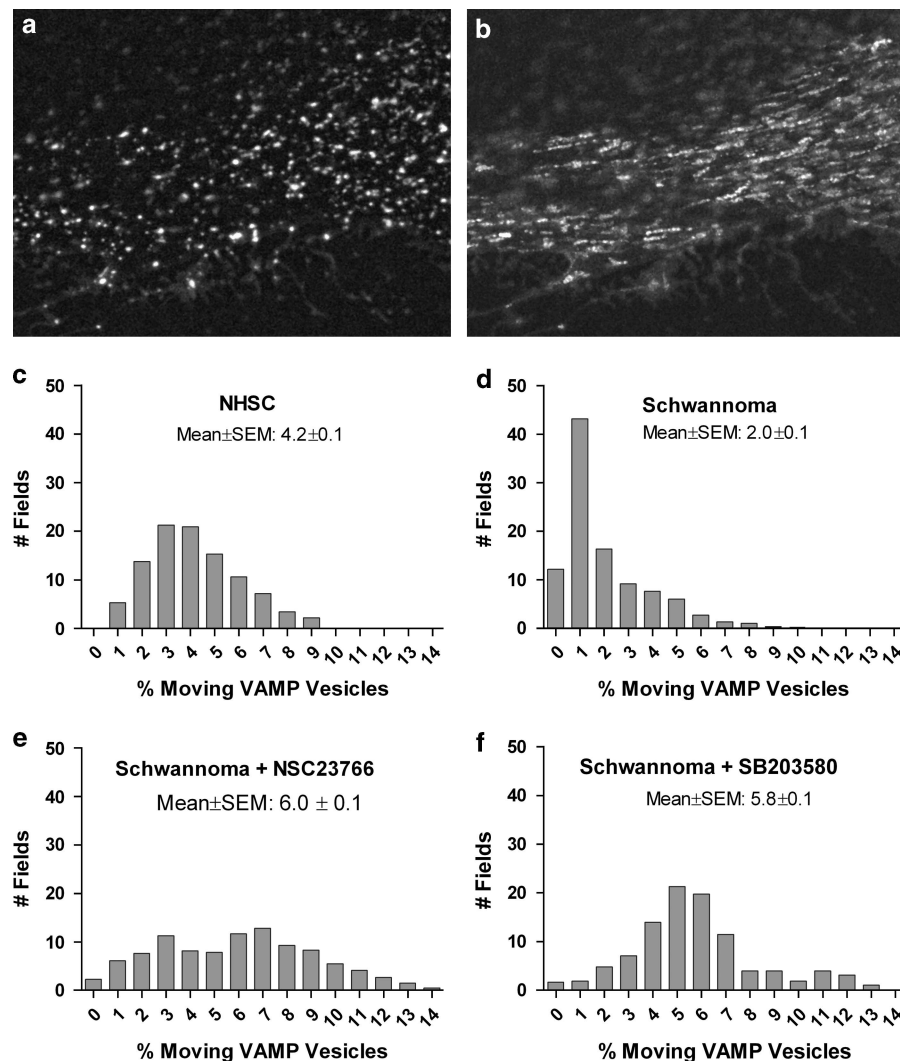 a
b
c
50
40
30
20
10
0
# Fields
NHSC
Mean±SEM: 4.2±0.1
0 1 2 3 4 5 6 7 8 9 10 11 12 13 14
% Moving VAMP Vesicles
d
50
40
30
20
10
0
# Fields
Schwannoma
Mean±SEM: 2.0±0.1
0 1 2 3 4 5 6 7 8 9 10 11 12 13 14
% Moving VAMP Vesicles
e
50
40
30
20
10
0
# Fields
Schwannoma + NSC23766
Mean±SEM: 6.0 ± 0.1
0 1 2 3 4 5 6 7 8 9 10 11 12 13 14
% Moving VAMP Vesicles
f
50
40
30
20
10
0
# Fields
Schwannoma + SB203580
Mean±SEM: 5.8±0.1
0 1 2 3 4 5 6 7 8 9 10 11 12 13 14
% Moving VAMP Vesicles